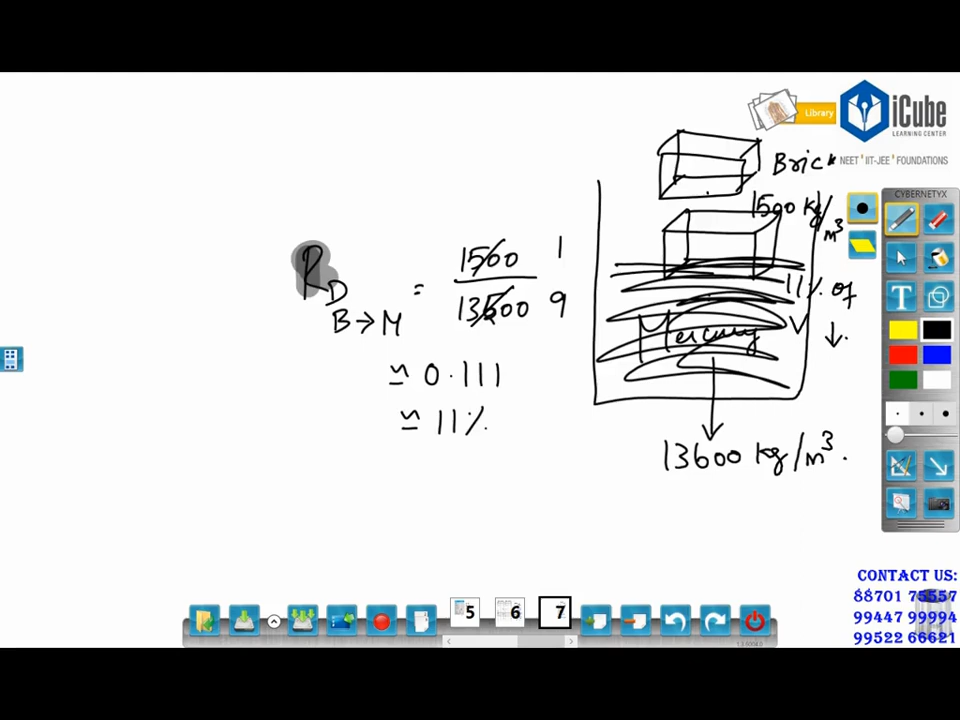 Library
iCube
LEARNING CENTER
NEET ' IIT-JEE ' FOUNDATIONS
Brick
1500 kg/m³
R_D B→M = 1500/13600 1/9
≃ 0.111
≃ 11%.
11% of ↓.
Mercury
13600 kg/m³.
CYBERNETYX
T
5
6
7
CONTACT US:
88701 75557
99447 99994
99522 66621